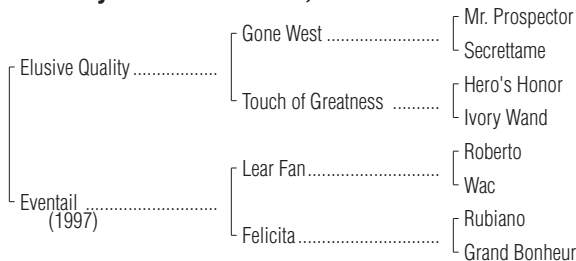 Mr. Prospector
Gone West ....................
Secrettame
Elusive Quality ...............
Hero's Honor
Touch of Greatness ........
Ivory Wand
Roberto
Lear Fan........................
Wac
Eventail .......................
(1997)
Rubiano
Felicita..........................
Grand Bonheur